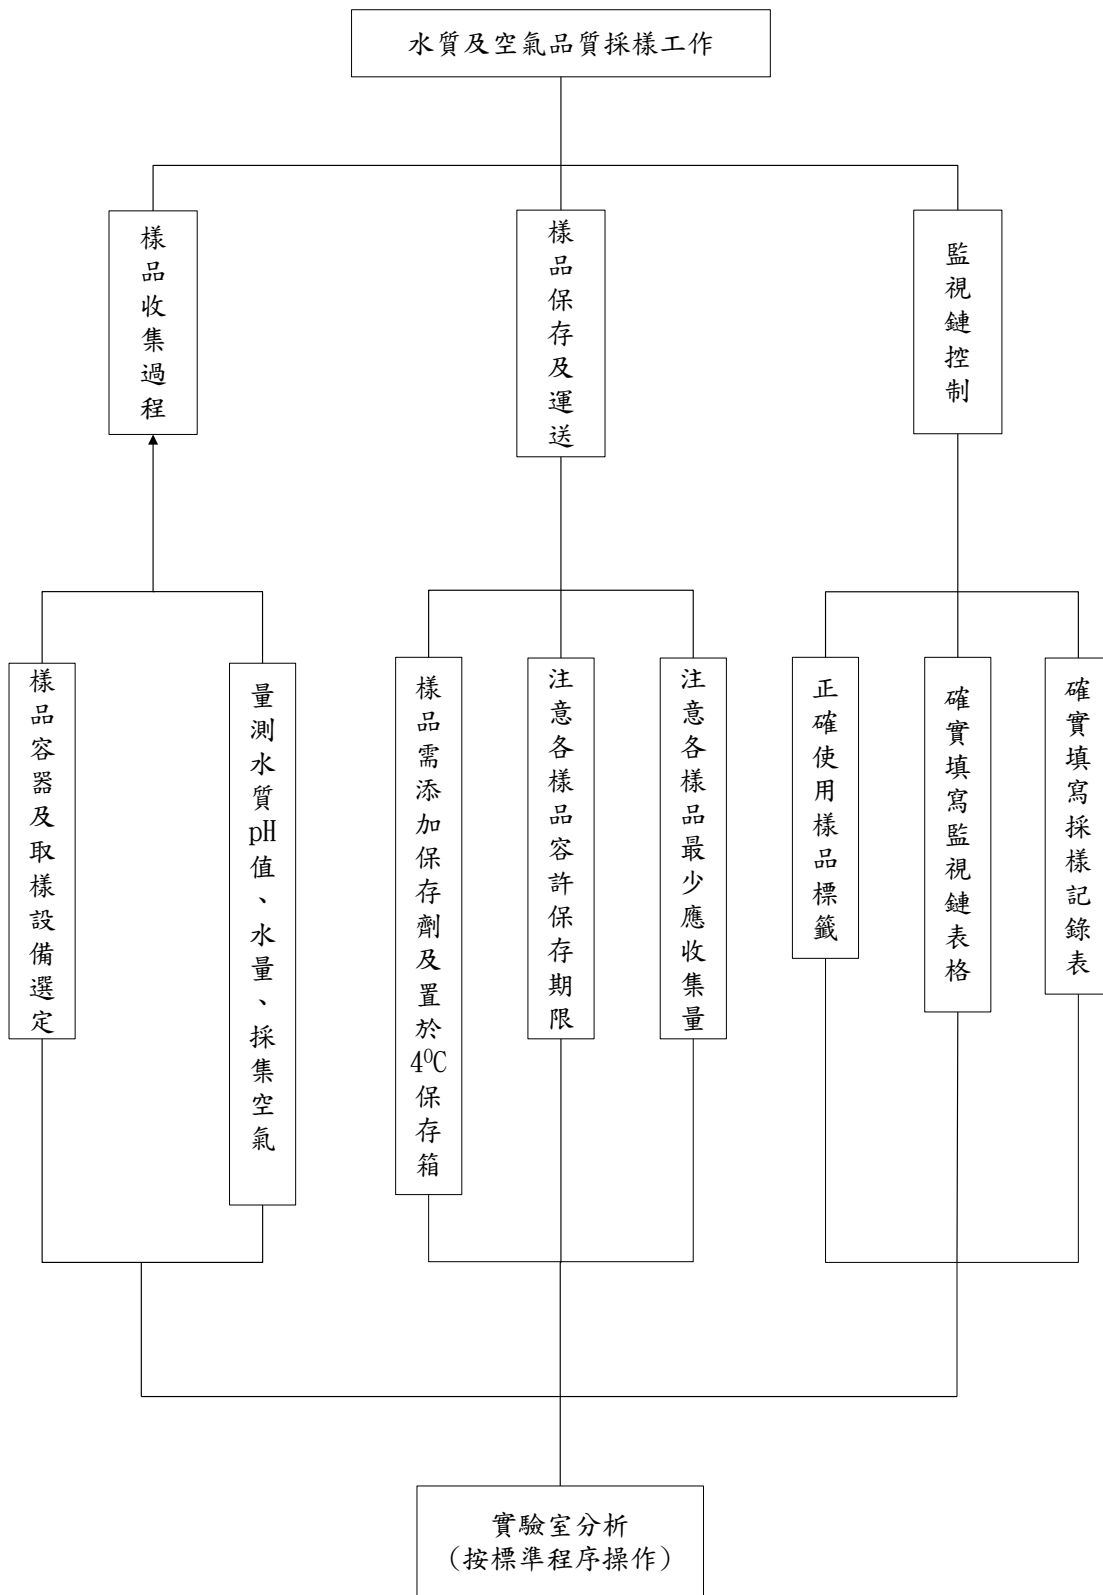 水質及空氣品質採樣工作
樣品收集過程
樣品保存及運送
監視鏈控制
樣品容器及取樣設備選定
量測水質pH值、水量、採集空氣
樣品需添加保存劑及置於4⁰C保存箱
注意各樣品容許保存期限
注意各樣品最少應收集量
正確使用樣品標籤
確實填寫監視鏈表格
確實填寫採樣記錄表
實驗室分析
（按標準程序操作）